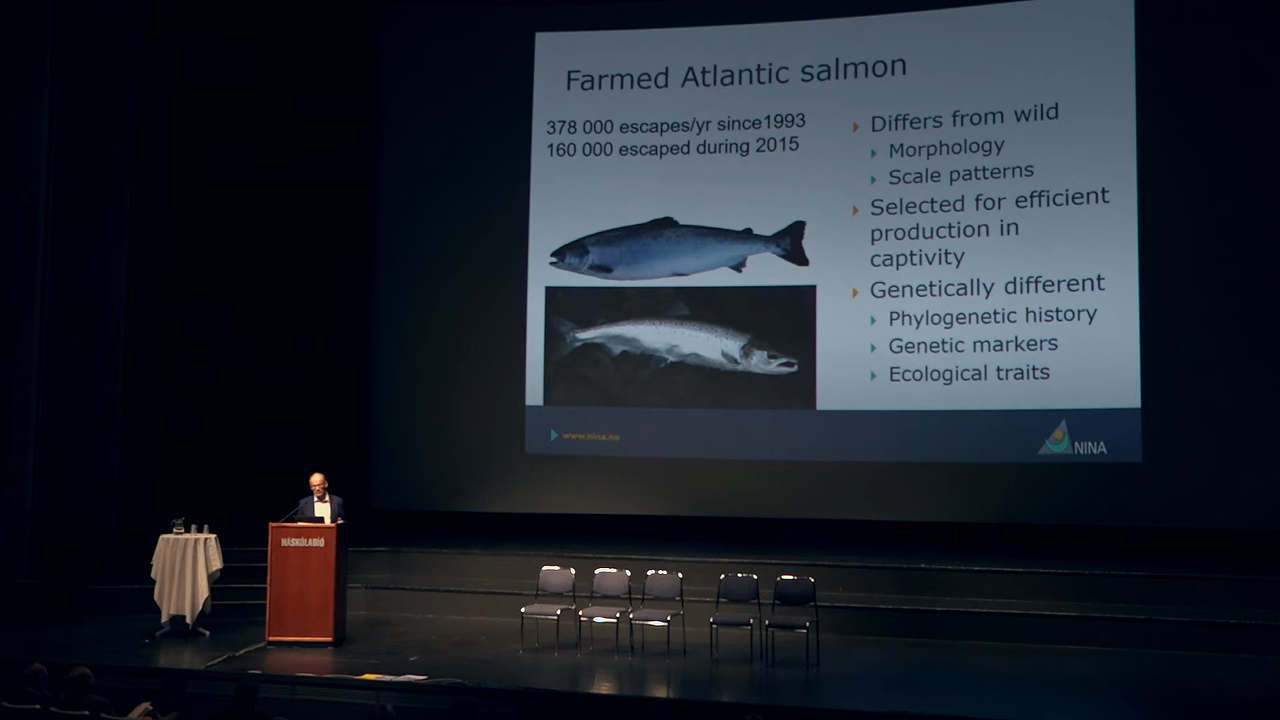 Farmed Atlantic salmon
378 000 escapes/yr since1993
160 000 escaped during 2015
Differs from wild
Morphology
Scale patterns
Selected for efficient
production in
captivity
Genetically different
Phylogenetic history
Genetic markers
Ecological traits
www.nina.no
NINA
HÁSKÓLABÍÓ